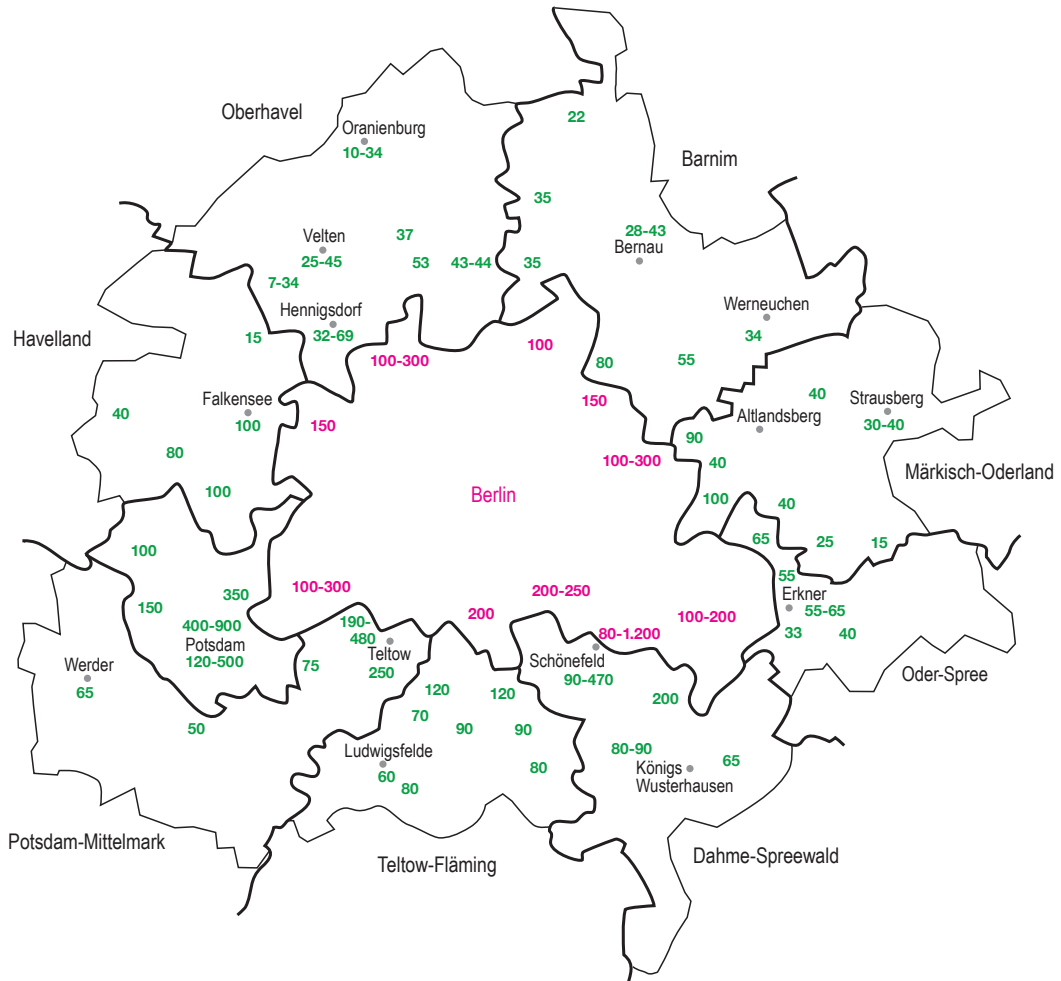 22
Oberhavel
Oranienburg
10-34
Barnim
35
28-43
Bernau
37
Velten
25-45
53
43-44
35
7-34
Hennigsdorf
32-69
Werneuchen
34
Havelland
15
100-300
100
80
55
150
40
Falkensee
100
150
40
Altlandsberg
Strausberg
30-40
90
80
100-300
40
Märkisch-Oderland
100
Berlin
100
40
65
25
15
100
55
Erkner
55-65
33
40
350
150
100-300
200-250
400-900
Potsdam
120-500
190-
480
Teltow
250
200
80-1.200
100-200
Schönefeld
90-470
Werder
65
75
Oder-Spree
120
120
200
50
70
90
90
80-90
65
Ludwigsfelde
60
80
80
Königs
Wusterhausen
Potsdam-Mittelmark
Teltow-Fläming
Dahme-Spreewald